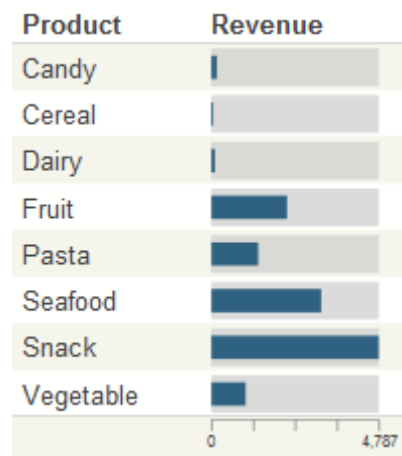 Product Revenue
Candy
Cereal
Dairy
Fruit
Pasta
Seafood
Snack
Vegetable
0 4,787